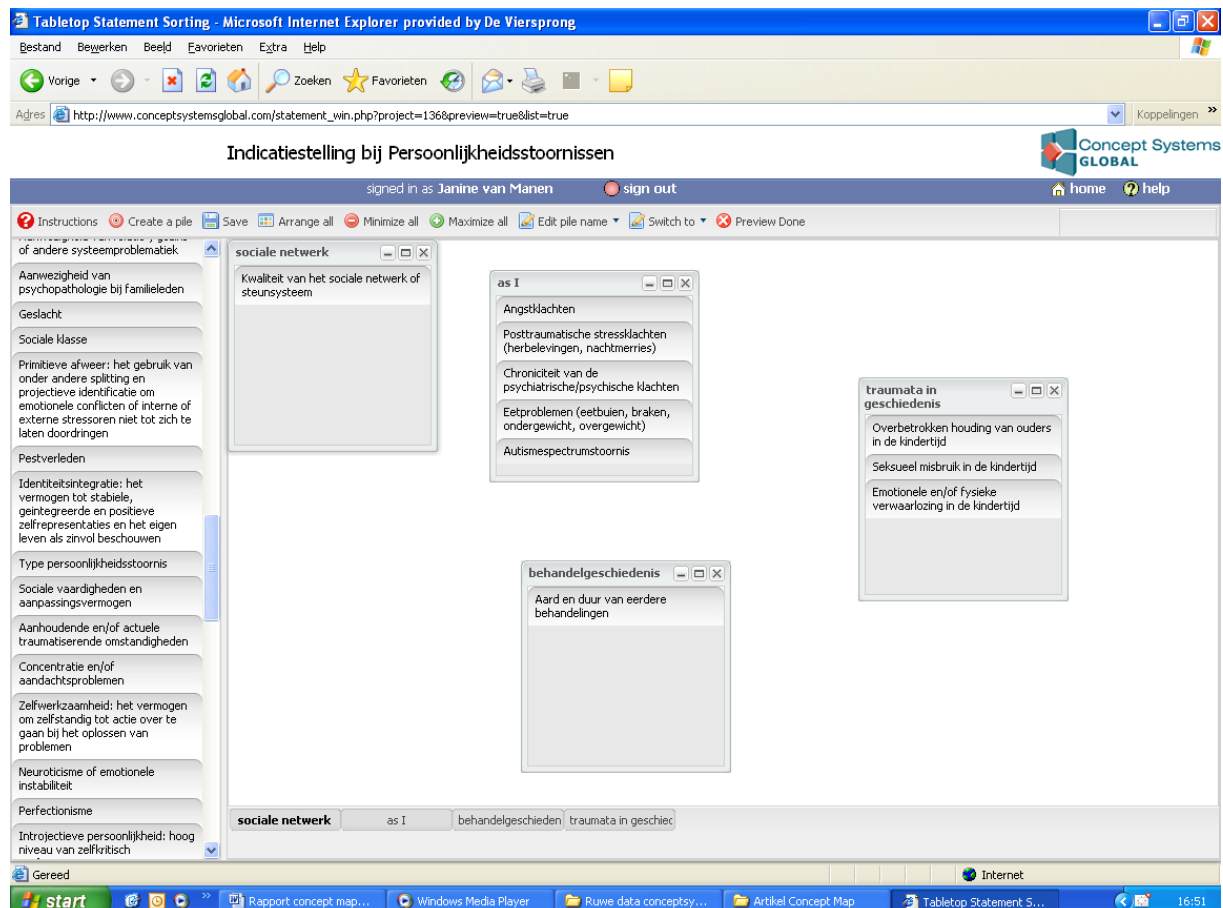 Tabletop Statement Sorting - Microsoft Internet Explorer provided by De Viersprong
Bestand Bewerken Beeld Favorieten Extra Help
Vorige Zoeken Favorieten
Adres http://www.conceptsystemsglobal.com/statement_win.php?project=136&preview=true&list=true Koppelingen »
Indicatiestelling bij Persoonlijkheidsstoornissen
Concept Systems
GLOBAL
signed in as Janine van Manen sign out home help
Instructions Create a pile Save Arrange all Minimize all Maximize all Edit pile name Switch to Preview Done
of andere systeemproblematiek
Aanwezigheid van
psychopathologie bij familieleden
Geslacht
Sociale klasse
Primitieve afweer: het gebruik van
onder andere splitting en
projectieve identificatie om
emotionele conflicten of interne of
externe stressoren niet tot zich te
laten doordringen
Pestverleden
Identiteitsintegratie: het
vermogen tot stabiele,
geintegreerde en positieve
zelfrepresentaties en het eigen
leven als zinvol beschouwen
Type persoonlijkheidsstoornis
Sociale vaardigheden en
aanpassingsvermogen
Aanhoudende en/of actuele
traumatiserende omstandigheden
Concentratie en/of
aandachtsproblemen
Zelfwerkzaamheid: het vermogen
om zelfstandig tot actie over te
gaan bij het oplossen van
problemen
Neuroticisme of emotionele
instabiliteit
Perfectionisme
Introjectieve persoonlijkheid: hoog
niveau van zelfkritisch
sociale netwerk
Kwaliteit van het sociale netwerk of
steunsysteem
as I
Angstklachten
Posttraumatische stressklachten
(herbelevingen, nachtmerries)
Chroniciteit van de
psychiatrische/psychische klachten
Eetproblemen (eetbuien, braken,
ondergewicht, overgewicht)
Autismespectrumstoornis
traumata in
geschiedenis
Overbetrokken houding van ouders
in de kindertijd
Seksueel misbruik in de kindertijd
Emotionele en/of fysieke
verwaarlozing in de kindertijd
behandelgeschiedenis
Aard en duur van eerdere
behandelingen
sociale netwerk as I behandelgeschieden traumata in geschiec
Gereed Internet
start » Rapport concept map... Windows Media Player Ruwe data conceptsy... Artikel Concept Map Tabletop Statement S... 16:51